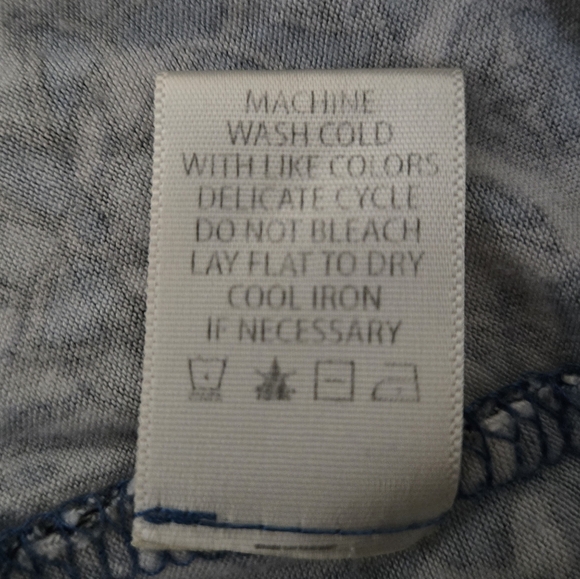 MACHINE
WASH COLD
WITH LIKE COLORS
DELICATE CYCLE
DO NOT BLEACH
LAY FLAT TO DRY
COOL IRON
IF NECESSARY